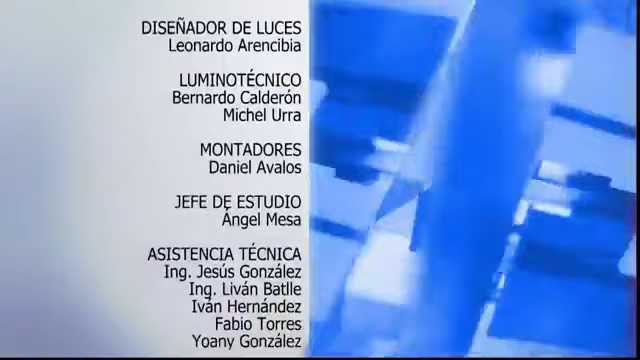 DISEÑADOR DE LUCES
Leonardo Arencibia
LUMINOTÉCNICO
Bernardo Calderón
Michel Urra
MONTADORES
Daniel Avalos
JEFE DE ESTUDIO
Ángel Mesa
ASISTENCIA TÉCNICA
Ing. Jesús González
Ing. Liván Batlle
Iván Hernández
Fabio Torres
Yoany González